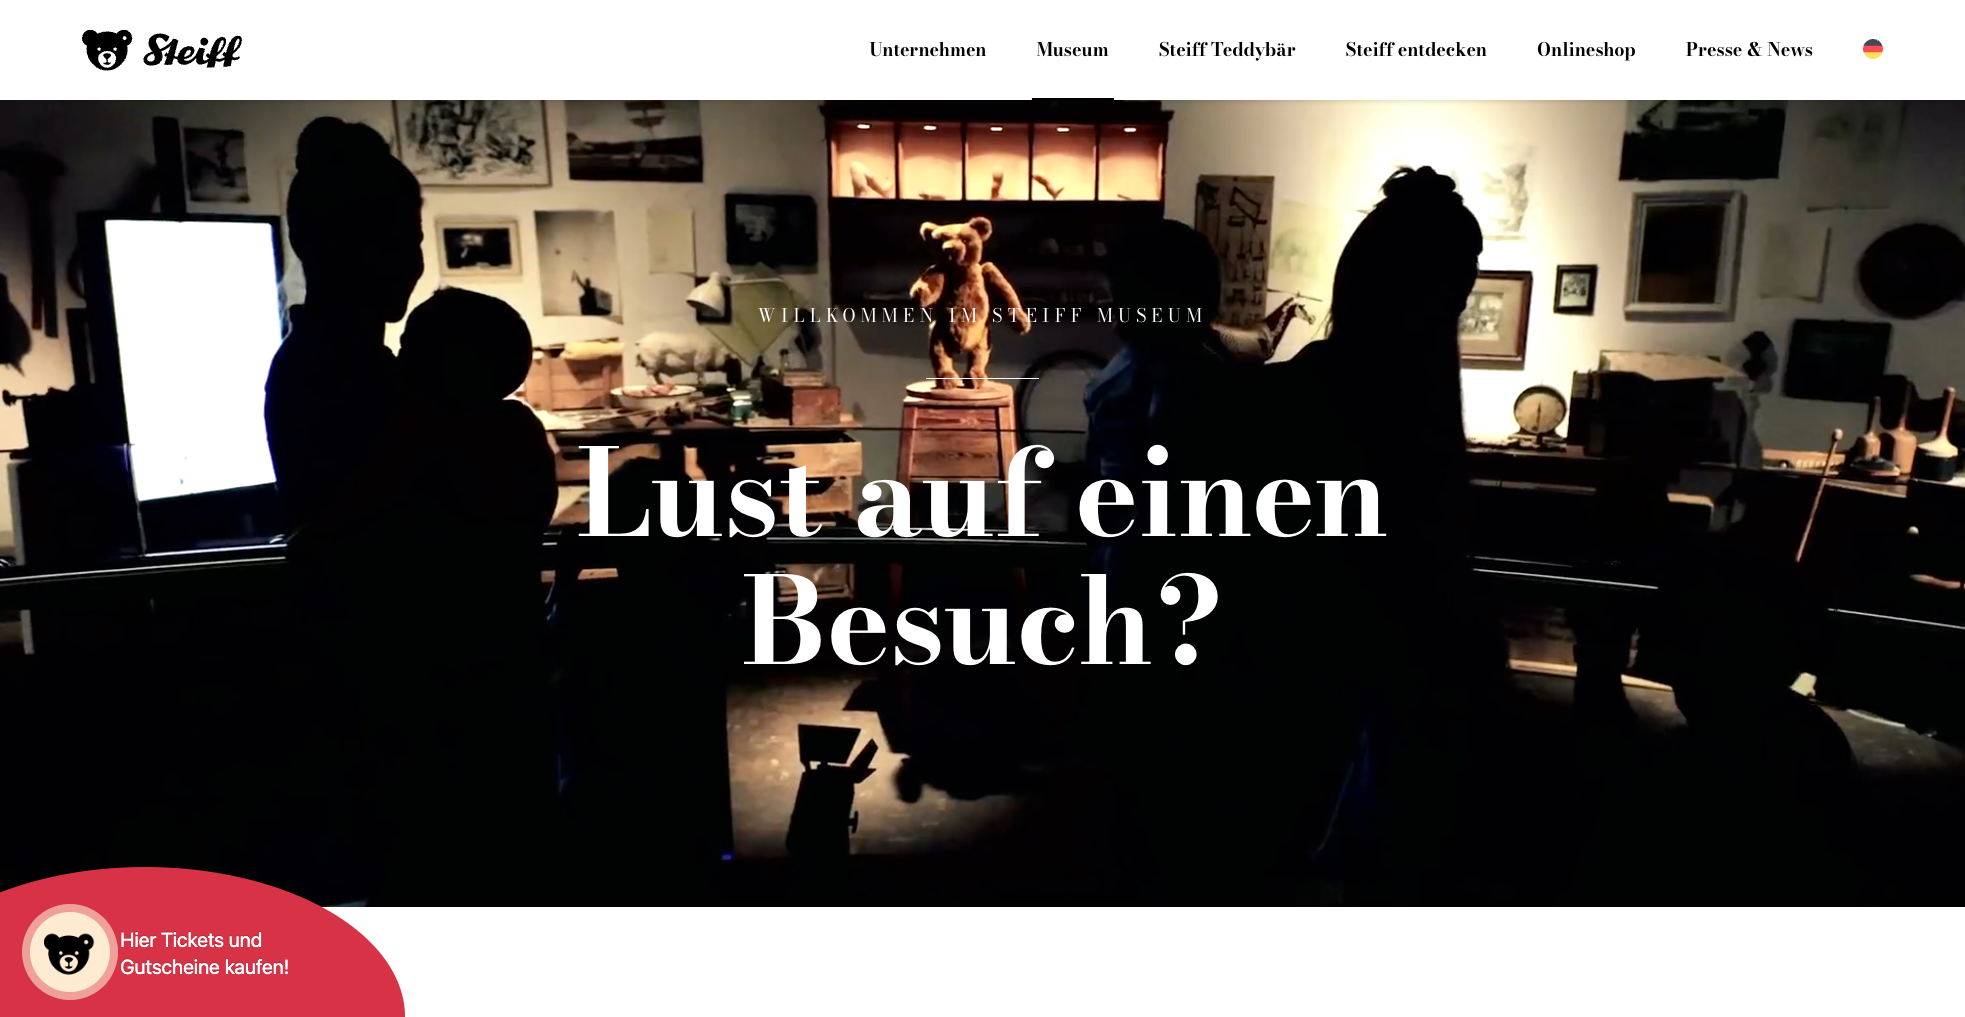 Steiff
Unternehmen
Museum
Steiff Teddybär
Steiff entdecken
Onlineshop
Presse & News
WILLKOMMEN IM STEIFF MUSEUM
Lust auf einen
Besuch?
Hier Tickets und
Gutscheine kaufen!